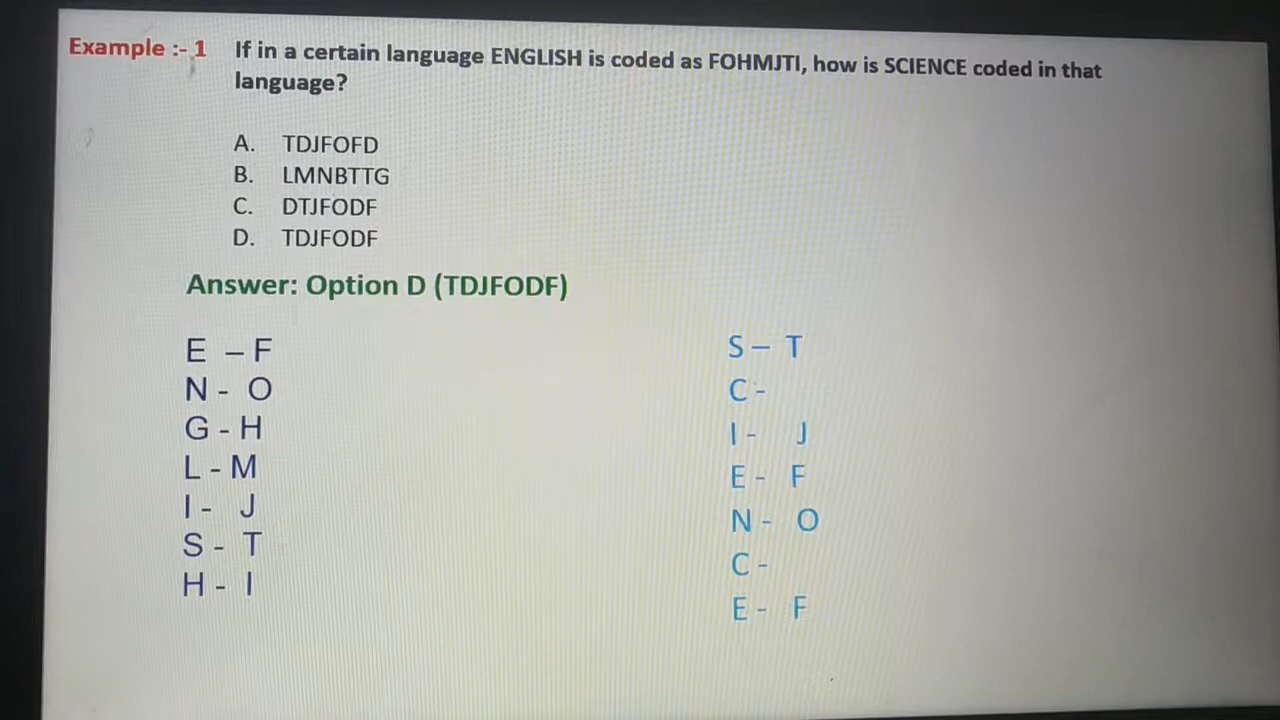 Example :- 1 If in a certain language ENGLISH is coded as FOHMJTI, how is SCIENCE coded in that
language?
A. TDJFOFD
B. LMNBTTG
C. DTJFODF
D. TDJFODF
Answer: Option D (TDJFODF)
E – F
N - O
G - H
L - M
I - J
S - T
H - I
S – T
C -
I - J
E - F
N - O
C -
E - F